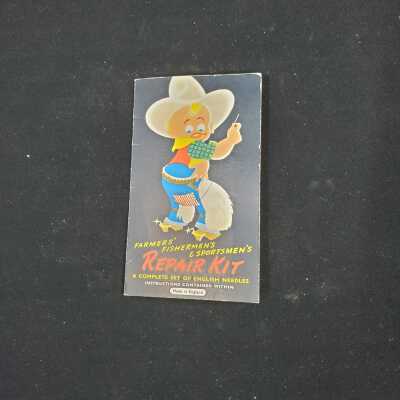 FARMERS'
FISHERMEN'S
& SPORTSMEN'S
REPAIR KIT
A COMPLETE SET OF ENGLISH NEEDLES
INSTRUCTIONS CONTAINED WITHIN
Made in England